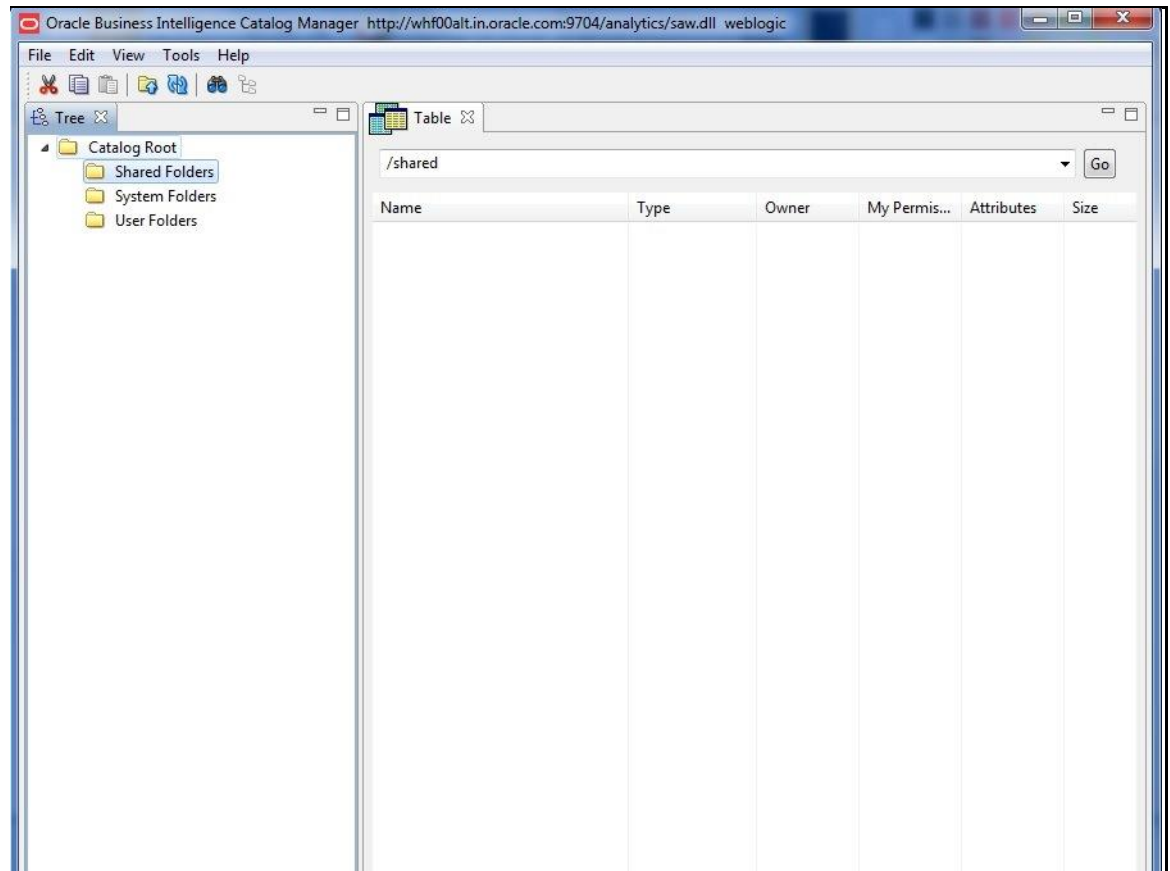 Oracle Business Intelligence Catalog Manager http://whf00alt.in.oracle.com:9704/analytics/saw.dll weblogic
File Edit View Tools Help
Tree
Table
Catalog Root
Shared Folders
System Folders
User Folders
/shared
Go
Name Type Owner My Permis... Attributes Size